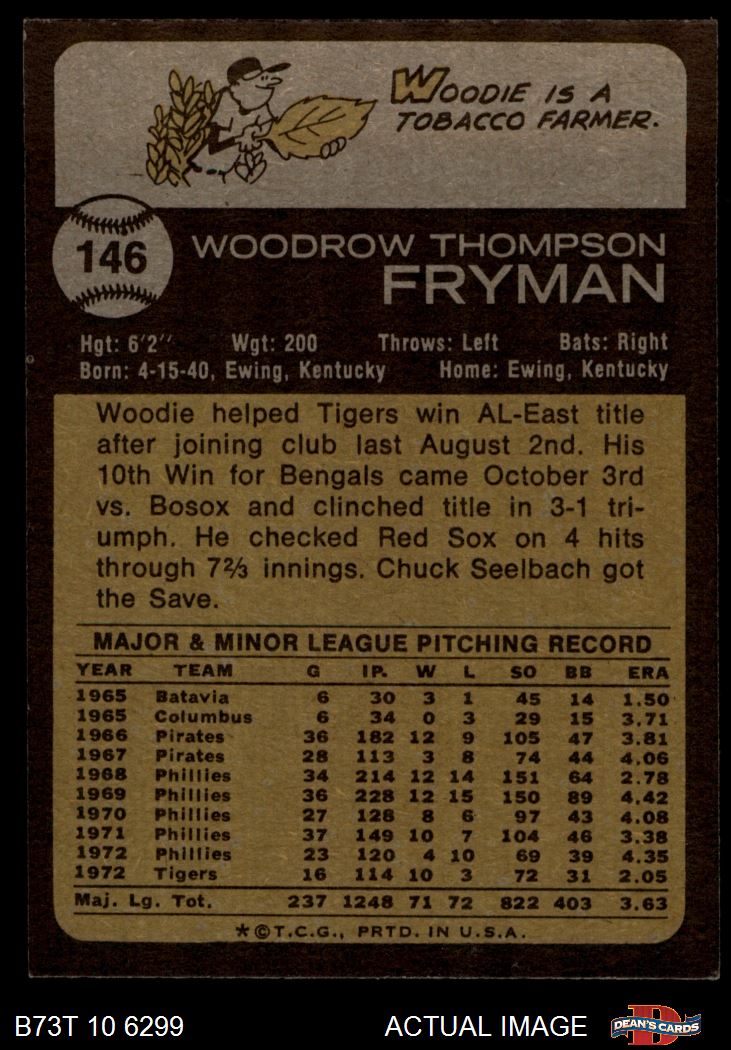 WOODIE IS A
TOBACCO FARMER.
146
WOODROW THOMPSON
FRYMAN
Hgt: 6'2" Wgt: 200 Throws: Left Bats: Right
Born: 4-15-40, Ewing, Kentucky Home: Ewing, Kentucky
Woodie helped Tigers win AL-East title
after joining club last August 2nd. His
10th Win for Bengals came October 3rd
vs. Bosox and clinched title in 3-1 tri-
umph. He checked Red Sox on 4 hits
through 7⅔ innings. Chuck Seelbach got
the Save.
MAJOR & MINOR LEAGUE PITCHING RECORD
YEAR TEAM G IP. W L SO BB ERA
1965 Batavia 6 30 3 1 45 14 1.50
1965 Columbus 6 34 0 3 29 15 3.71
1966 Pirates 36 182 12 9 105 47 3.81
1967 Pirates 28 113 3 8 74 44 4.06
1968 Phillies 34 214 12 14 151 64 2.78
1969 Phillies 36 228 12 15 150 89 4.42
1970 Phillies 27 128 8 6 97 43 4.08
1971 Phillies 37 149 10 7 104 46 3.38
1972 Phillies 23 120 4 10 69 39 4.35
1972 Tigers 16 114 10 3 72 31 2.05
Maj. Lg. Tot. 237 1248 71 72 822 403 3.63
*©T.C.G., PRTD. IN U.S.A.
B73T 10 6299 ACTUAL IMAGE DEAN'S CARDS